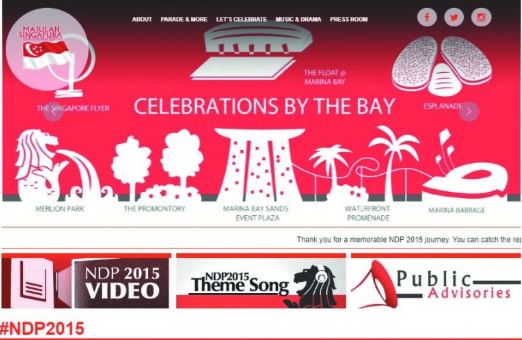 ABOUT PARADE & MORE LET'S CELEBRATE MUSIC & DRAMA PRESS ROOM
MAJULAH
SINGAPURA
THE FLOAT @
MARINA BAY
THE SINGAPORE FLYER
CELEBRATIONS BY THE BAY
ESPLANADE
MERLION PARK
THE PROMONTORY
MARINA BAY SANDS
EVENT PLAZA
WATERFRONT
PROMENADE
MARINA BARRAGE
Thank you for a memorable NDP 2015 journey. You can catch the rep
NDP 2015
VIDEO
NDP2015
Theme Song
Public
Advisories
#NDP2015